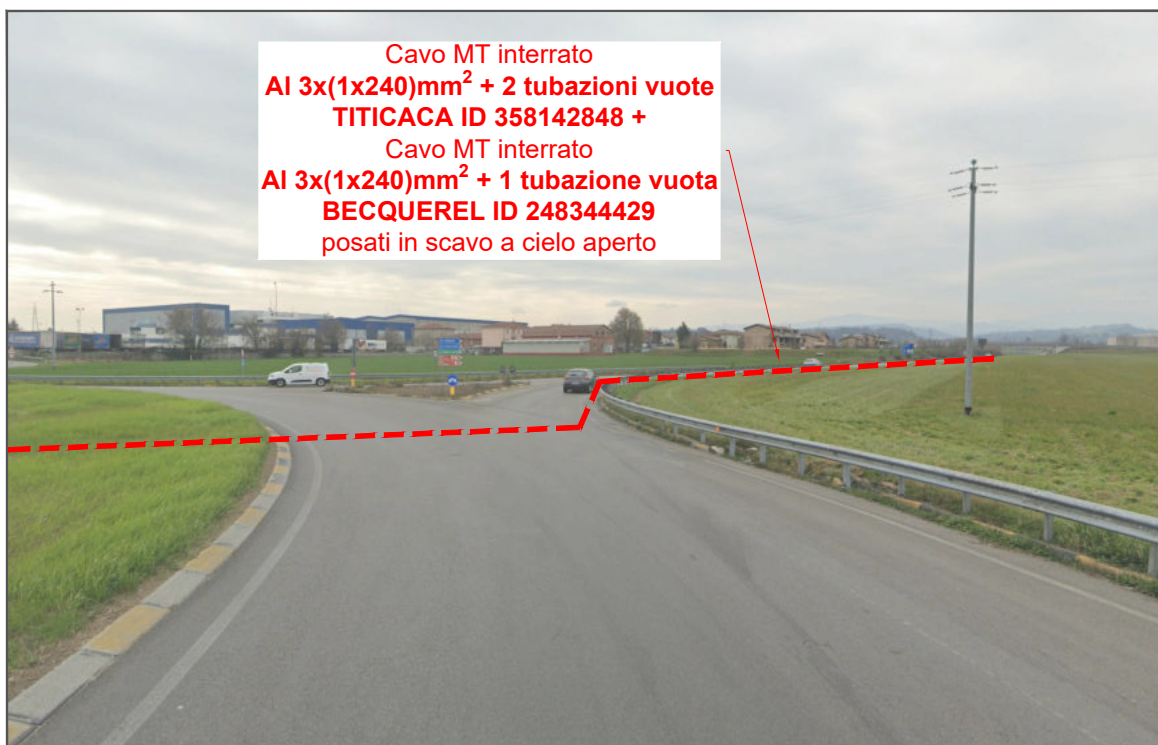 Cavo MT interrato
Al 3x(1x240)mm² + 2 tubazioni vuote
TITICACA ID 358142848 +
Cavo MT interrato
Al 3x(1x240)mm² + 1 tubazione vuota
BECQUEREL ID 248344429
posati in scavo a cielo aperto